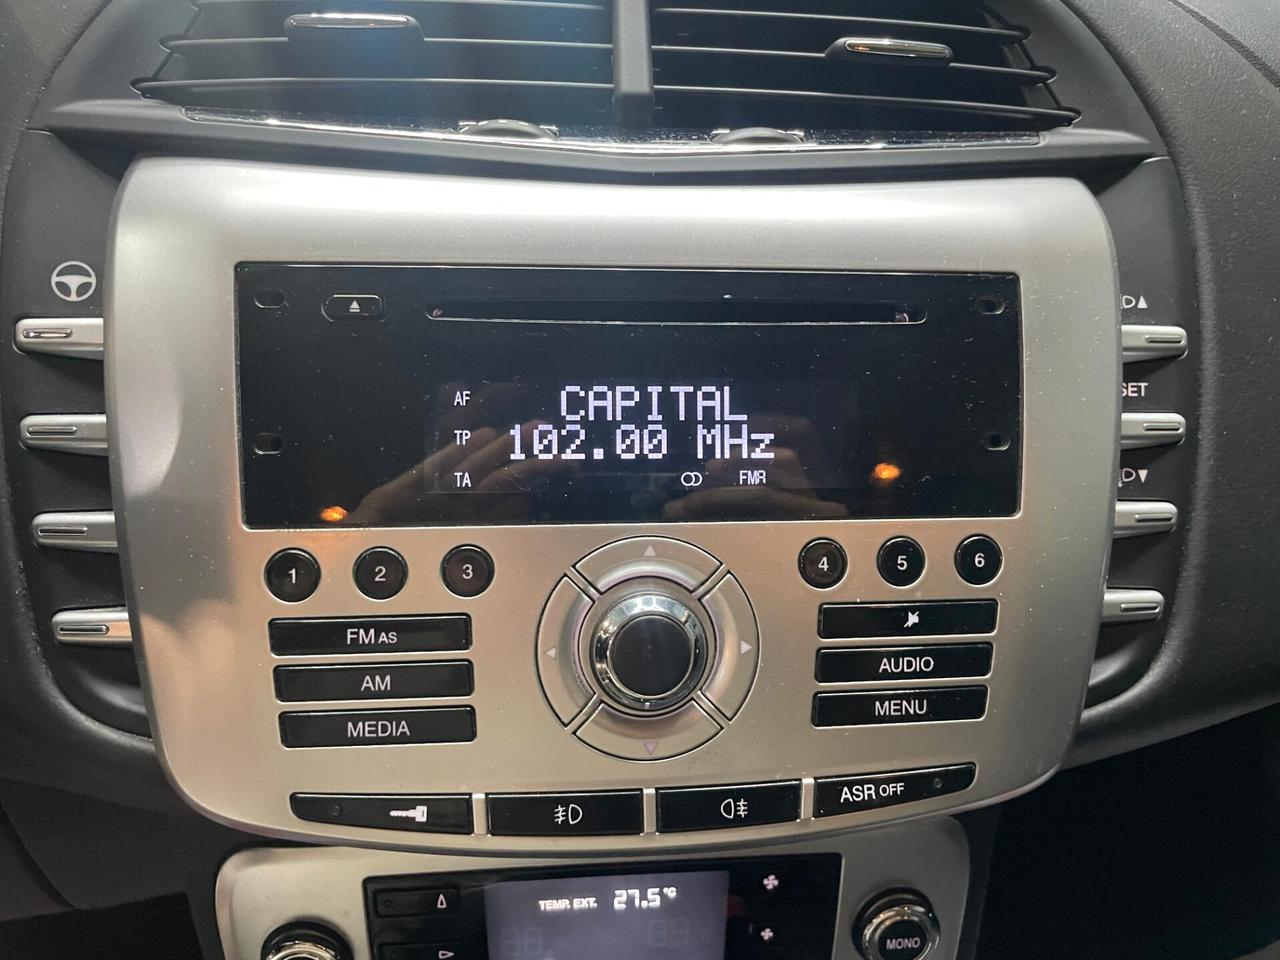 SET
AF
CAPITAL
TP
102.00 MHz
TA
FMR
1
2
3
4
5
6
FM AS
AM
AUDIO
MEDIA
MENU
ASR OFF
TEMP. EXT. 27.5 °C
MONO